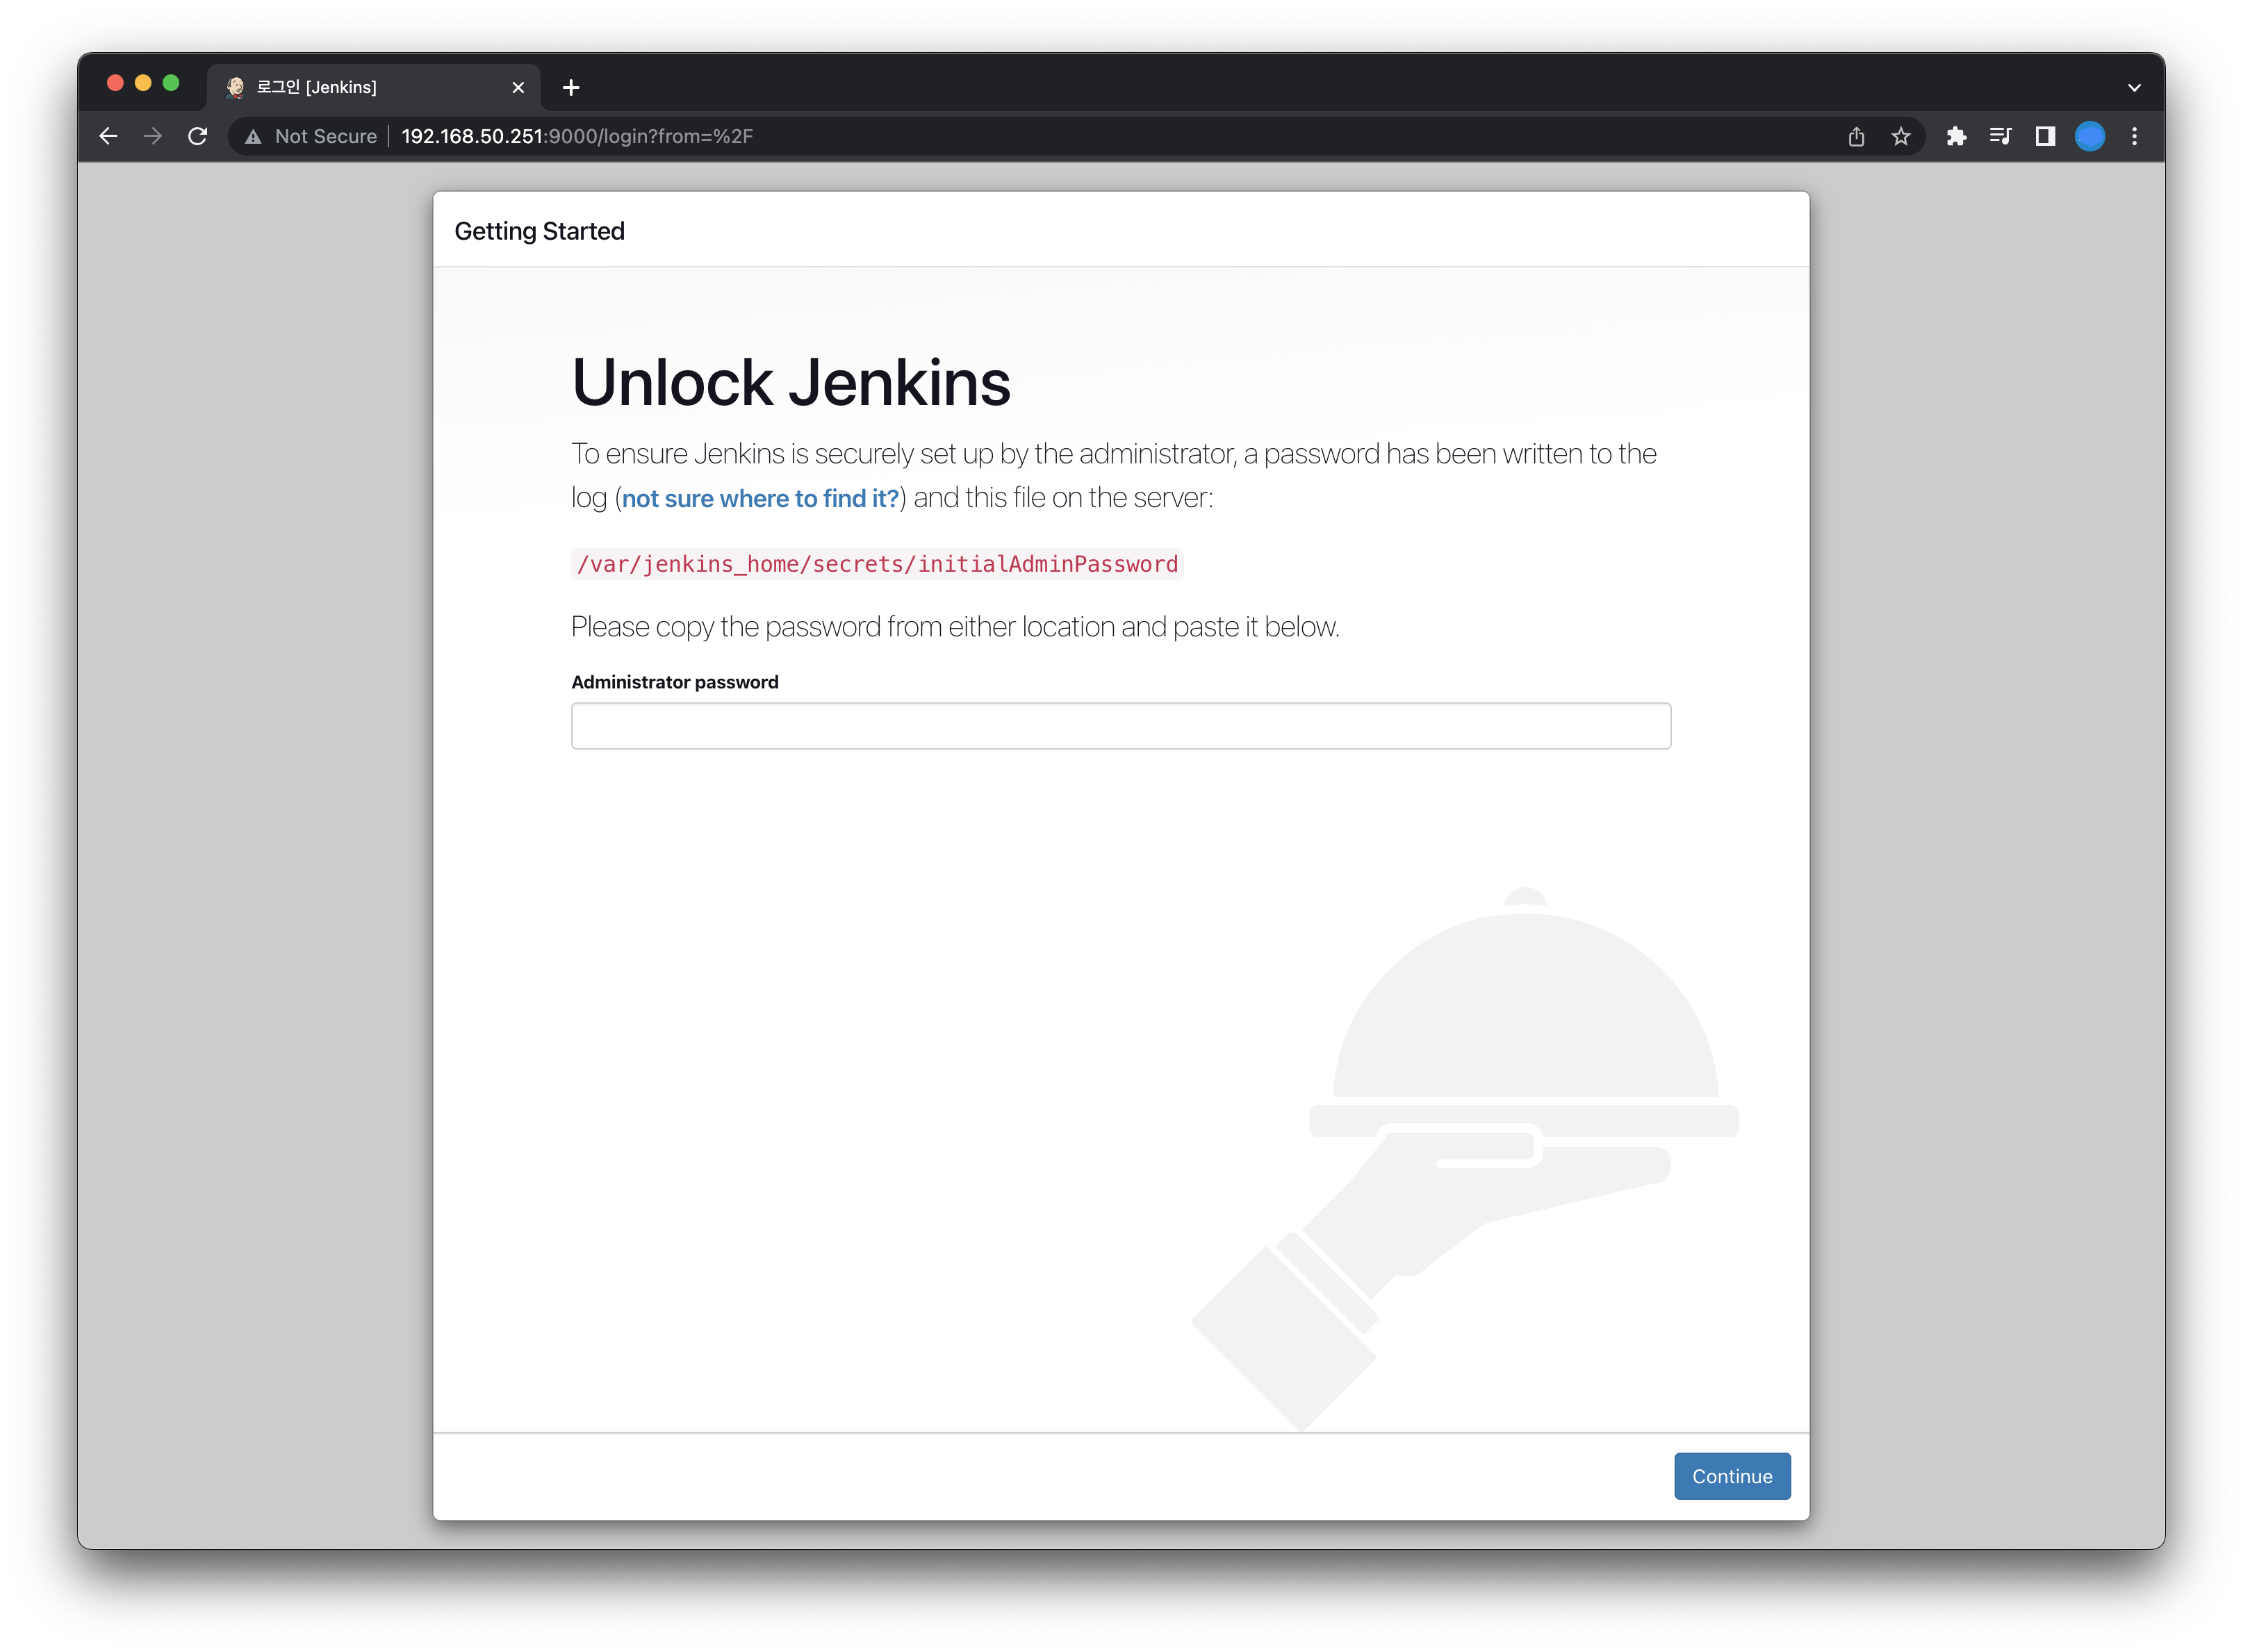 로그인 [Jenkins]
Not Secure | 192.168.50.251:9000/login?from=%2F
Getting Started
Unlock Jenkins
To ensure Jenkins is securely set up by the administrator, a password has been written to the
log (not sure where to find it?) and this file on the server:
/var/jenkins_home/secrets/initialAdminPassword
Please copy the password from either location and paste it below.
Administrator password
Continue